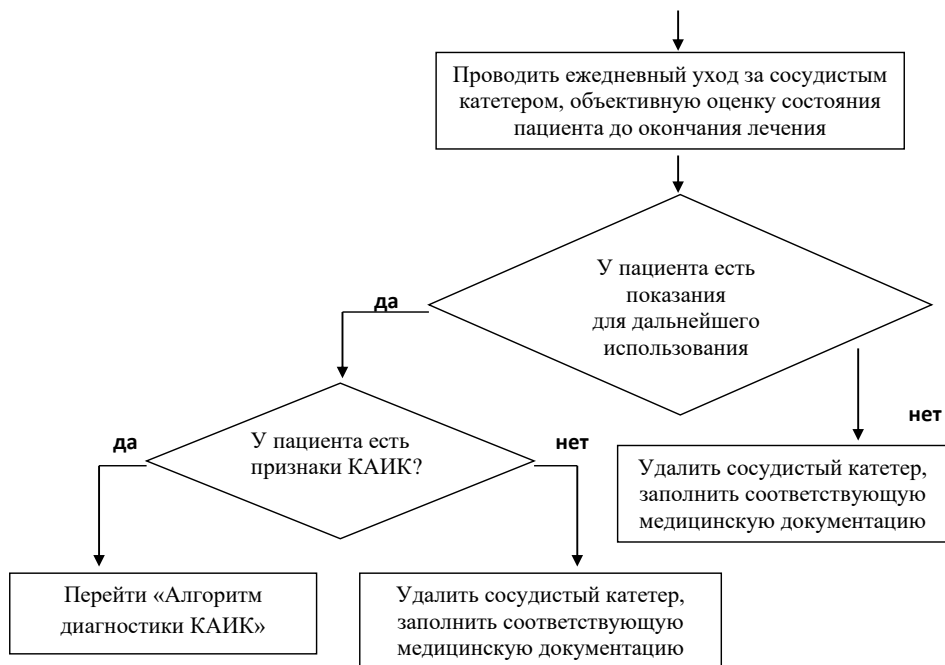 Проводить ежедневный уход за сосудистым
катетером, объективную оценку состояния
пациента до окончания лечения
У пациента есть
показания
для дальнейшего
использования
да
нет
У пациента есть
признаки КАИК?
да
нет
Удалить сосудистый катетер,
заполнить соответствующую
медицинскую документацию
Перейти «Алгоритм
диагностики КАИК»
Удалить сосудистый катетер,
заполнить соответствующую
медицинскую документацию